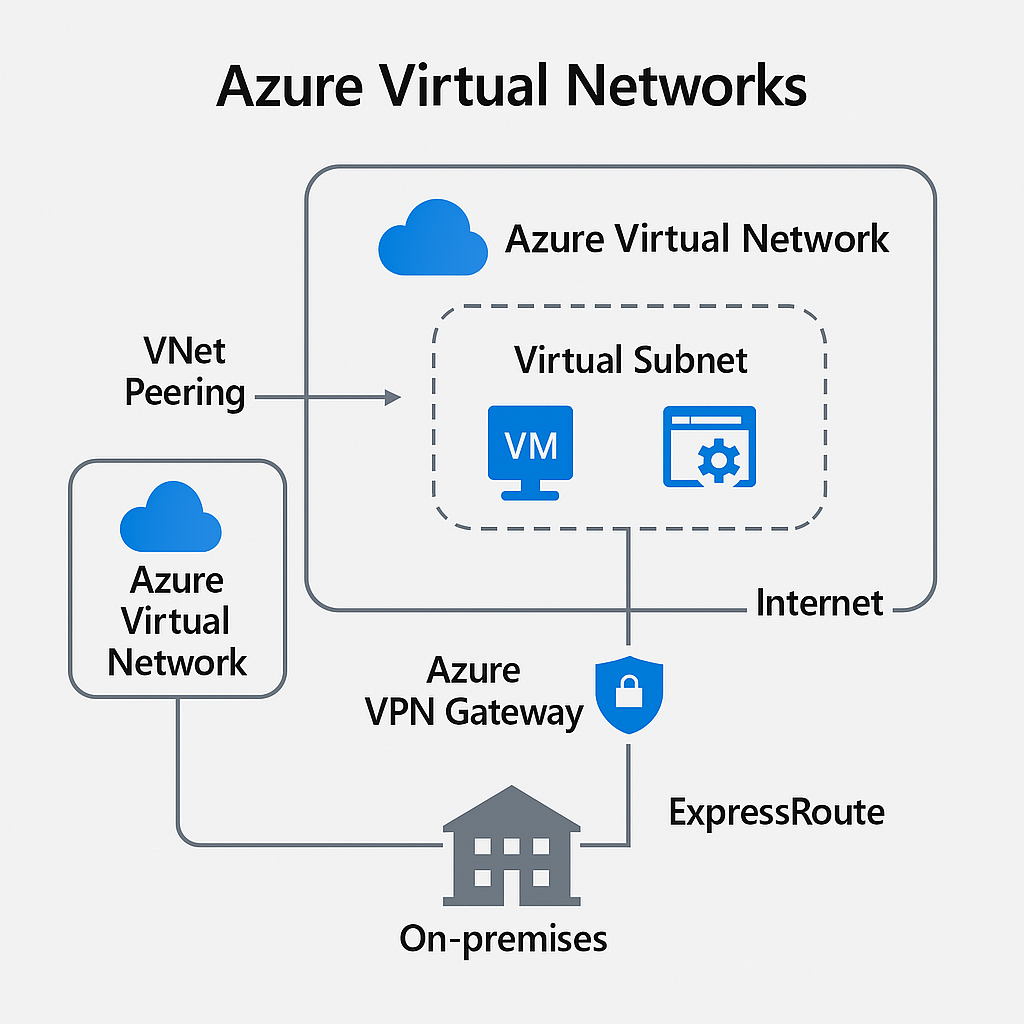 Azure Virtual Networks
Azure Virtual Network
Virtual Subnet
VM
VNet
Peering
Azure
Virtual
Network
Internet
Azure
VPN Gateway
ExpressRoute
On-premises